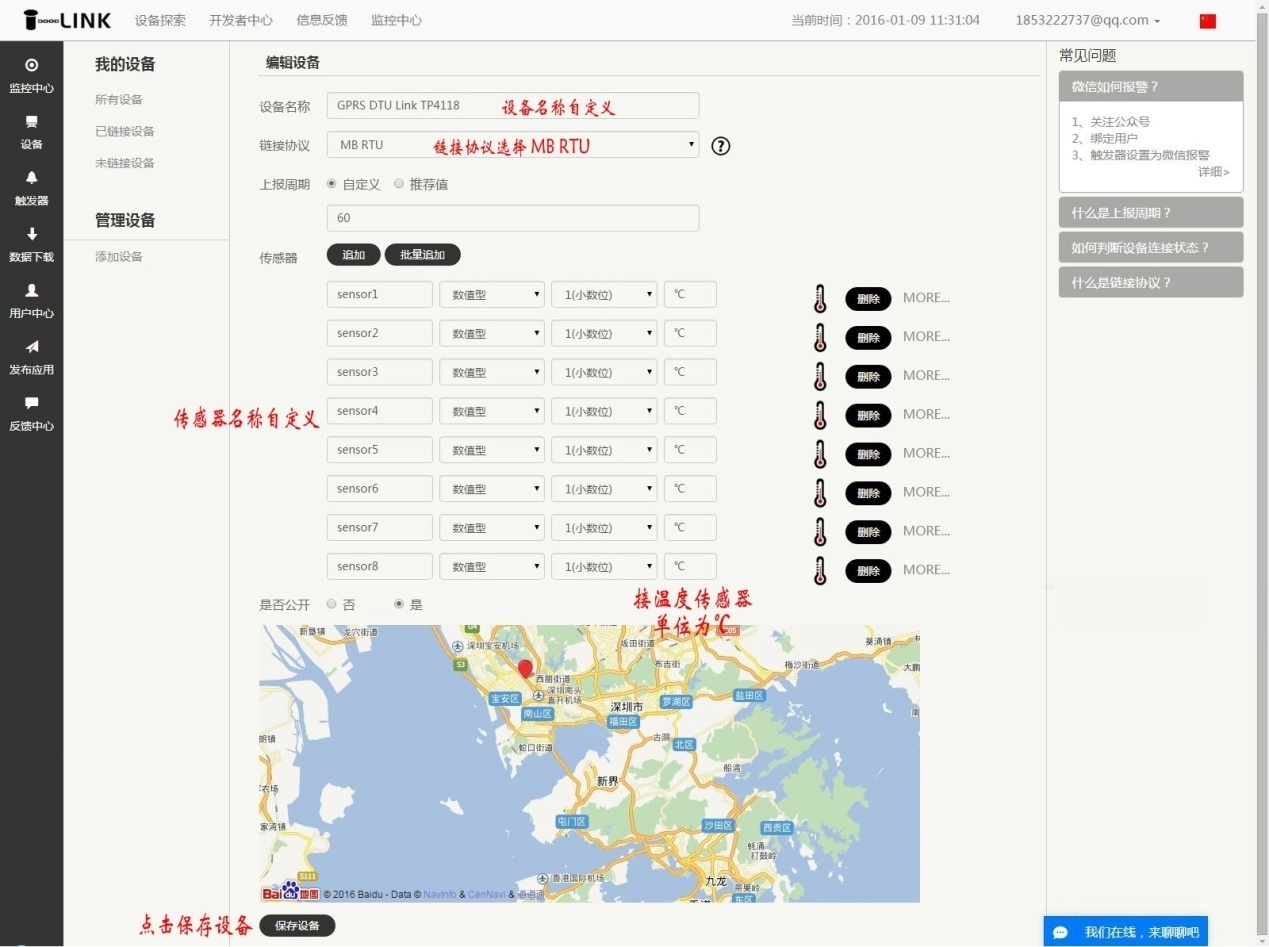 LINK 设备探索 开发者中心 信息反馈 监控中心 当前时间：2016-01-09 11:31:04 1853222737@qq.com
监控中心
设备
触发器
数据下载
用户中心
发布应用
反馈中心
我的设备
所有设备
已链接设备
未链接设备
管理设备
添加设备
编辑设备
设备名称 GPRS DTU Link TP4118 设备名称自定义
链接协议 MB RTU 链接协议选择 MB RTU ?
上报周期 自定义 推荐值
60
传感器 追加 批量追加
sensor1 数值型 1(小数位) ℃ 删除 MORE...
sensor2 数值型 1(小数位) ℃ 删除 MORE...
sensor3 数值型 1(小数位) ℃ 删除 MORE...
传感器名称自定义 sensor4 数值型 1(小数位) ℃ 删除 MORE...
sensor5 数值型 1(小数位) ℃ 删除 MORE...
sensor6 数值型 1(小数位) ℃ 删除 MORE...
sensor7 数值型 1(小数位) ℃ 删除 MORE...
sensor8 数值型 1(小数位) ℃ 删除 MORE...
是否公开 否 是
接温度传感器
单位为℃
新垦镇 龙穴街道 坂田街道 葵涌镇
深圳宝安机场
S3 布吉街 梅沙街道 大鹏
西丽街道
宝安区 深圳南头
直升机场 罗湖区 盐田区
南山区 深圳市
福田区
蛇口街道 古洞 北区
船湾
新界
屯门区 沙田区 西贡区
家湾镇
蚝涌
打鼓岭
S111 香港国际机场 九龙
茶果岭
东区
Bai 地图 © 2016 Baidu - Data © NavInfo & CenNavi & 道道通
点击保存设备 保存设备
常见问题
微信如何报警？
1、关注公众号
2、绑定用户
3、触发器设置为微信报警
详细>
什么是上报周期？
如何判断设备连接状态？
什么是链接协议？
我们在线，来聊聊吧